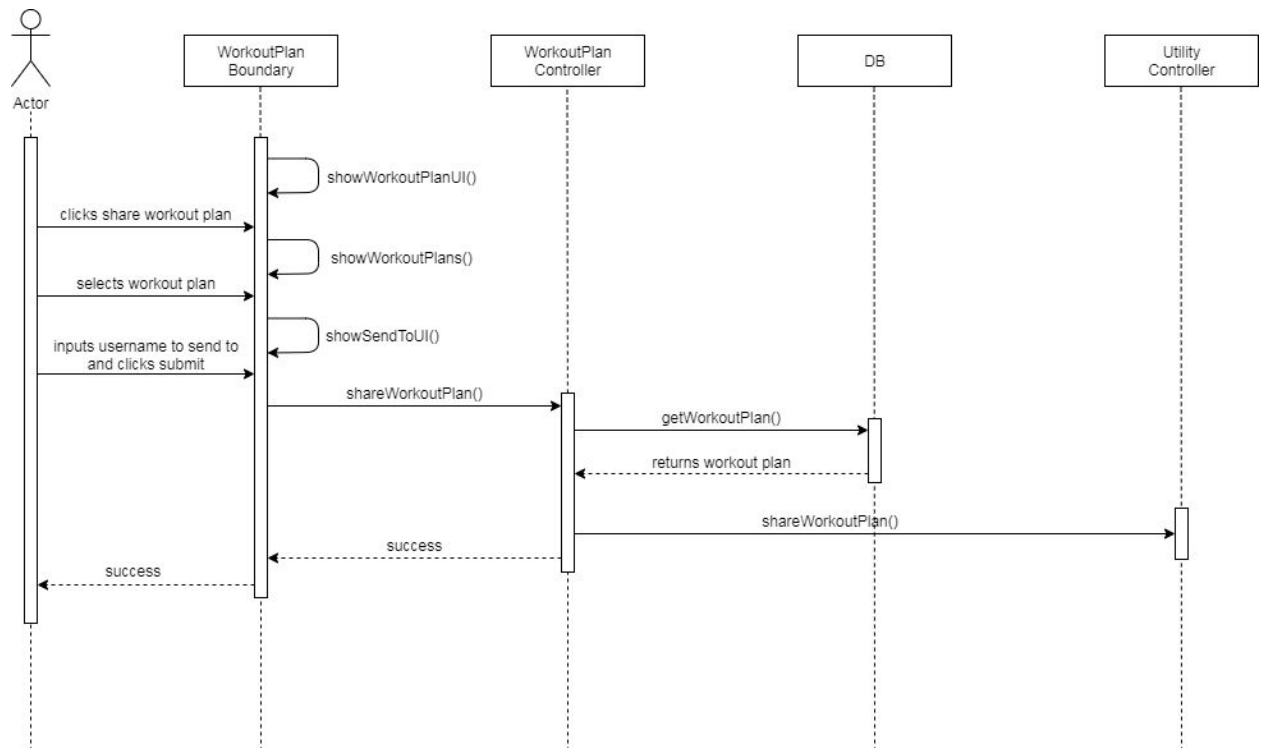 WorkoutPlan
Boundary
WorkoutPlan
Controller
DB
Utility
Controller
Actor
showWorkoutPlanUI()
clicks share workout plan
showWorkoutPlans()
selects workout plan
showSendToUI()
inputs username to send to
and clicks submit
shareWorkoutPlan()
getWorkoutPlan()
returns workout plan
shareWorkoutPlan()
success
success